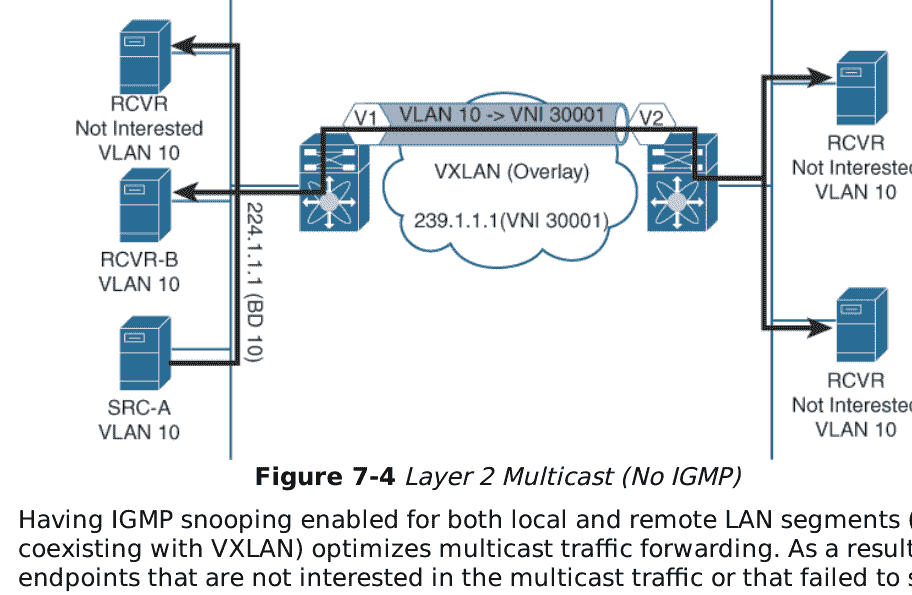 RCVR
Not Interested
VLAN 10
RCVR-B
VLAN 10
SRC-A
VLAN 10
224.1.1.1 (BD 10)
V1
VLAN 10 -> VNI 30001
V2
VXLAN (Overlay)
239.1.1.1(VNI 30001)
RCVR
Not Interested
VLAN 10
RCVR
Not Interested
VLAN 10
Figure 7-4 Layer 2 Multicast (No IGMP)
Having IGMP snooping enabled for both local and remote LAN segments (
coexisting with VXLAN) optimizes multicast traffic forwarding. As a result
endpoints that are not interested in the multicast traffic or that failed to s